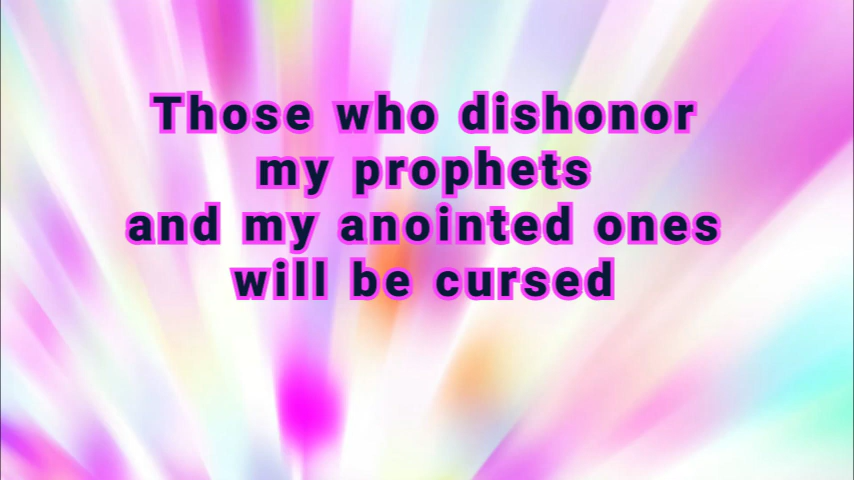 Those who dishonor
my prophets
and my anointed ones
will be cursed